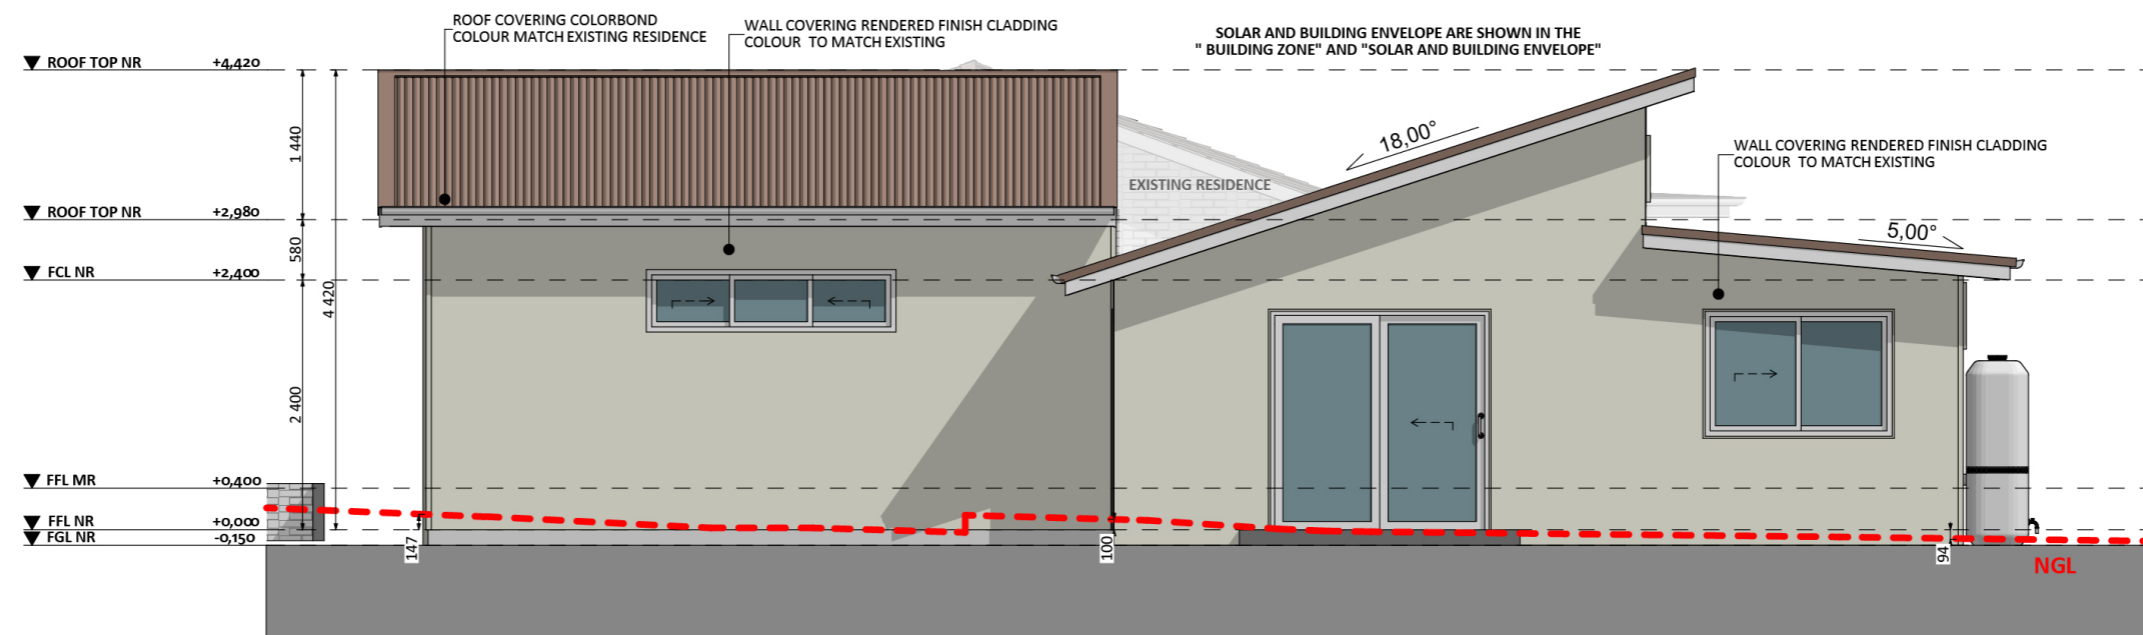 ROOF COVERING COLORBOND
COLOUR MATCH EXISTING RESIDENCE
WALL COVERING RENDERED FINISH CLADDING
COLOUR TO MATCH EXISTING
SOLAR AND BUILDING ENVELOPE ARE SHOWN IN THE
" BUILDING ZONE" AND "SOLAR AND BUILDING ENVELOPE"
ROOF TOP NR +4,420
1 440
18,00°
WALL COVERING RENDERED FINISH CLADDING
COLOUR TO MATCH EXISTING
EXISTING RESIDENCE
ROOF TOP NR +2,980
580
5,00°
FCL NR +2,400
4 420
2 400
FFL MR +0,400
FFL NR +0,000
FGL NR -0,150
147
100
94
NGL